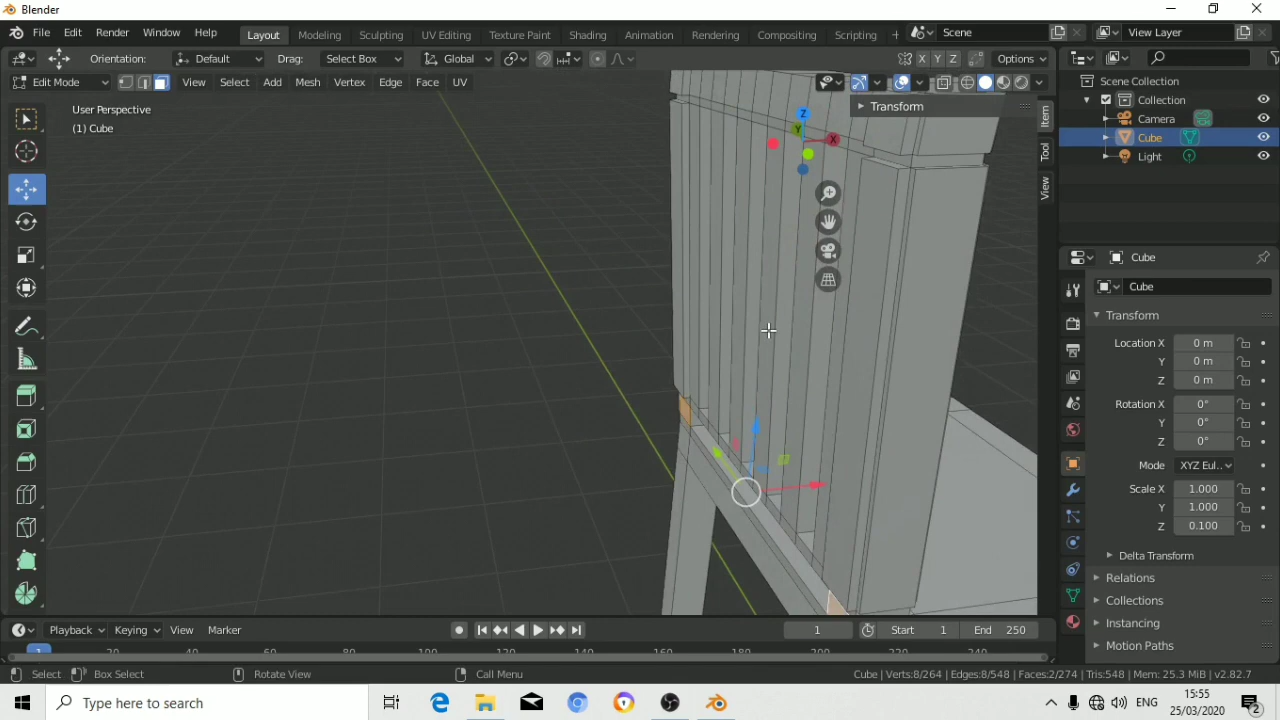 Blender
File Edit Render Window Help Layout Modeling Sculpting UV Editing Texture Paint Shading Animation Rendering Compositing Scripting + Scene View Layer
Orientation: Default Drag: Select Box Global X Y Z Options
Edit Mode View Select Add Mesh Vertex Edge Face UV
User Perspective
(1) Cube
Transform
Z
Y
X
Item
Tool
View
Scene Collection
Collection
Camera
Cube
Light
Cube
Cube
Transform
Location X 0 m
Y 0 m
Z 0 m
Rotation X 0°
Y 0°
Z 0°
Mode XYZ Eul..
Scale X 1.000
Y 1.000
Z 0.100
Delta Transform
Relations
Collections
Instancing
Motion Paths
Playback Keying View Marker 1 Start 1 End 250
1 20 40 60 80 100 120 140 160 180 200 220 240
Select Box Select Rotate View Call Menu Cube | Verts:8/264 | Edges:8/548 | Faces:2/274 | Tris:548 | Mem: 25.3 MiB | v2.82.7
Type here to search
ENG
15:55
25/03/2020
2